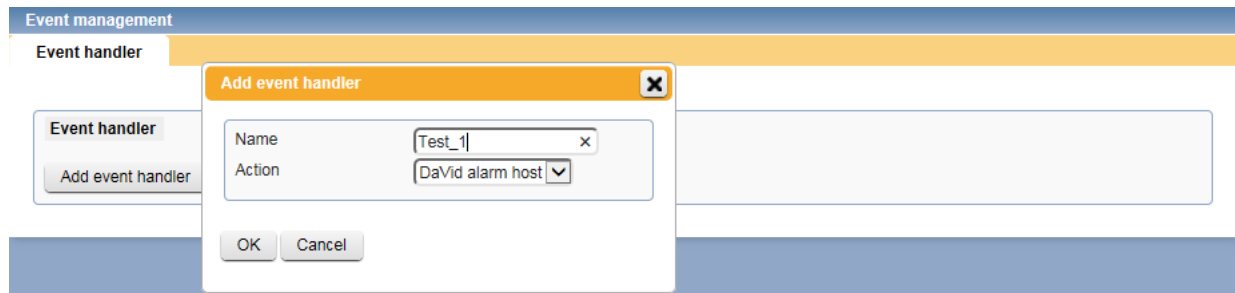 Event management
Event handler
Add event handler
Event handler
Name
Test_1
Action
DaVid alarm host
Add event handler
OK
Cancel